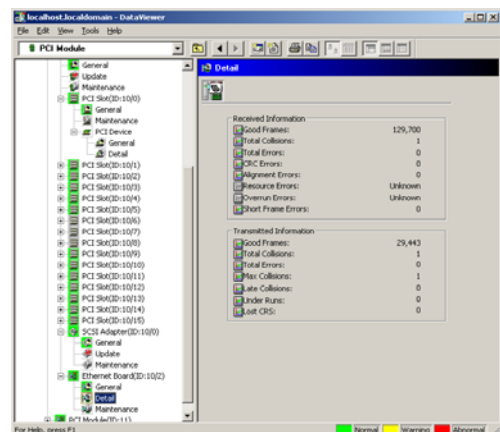 localhost.localdomain - DataViewer
File Edit View Tools Help
PCI Module
General
Update
Maintenance
PCI Slot(ID:10/0)
General
Maintenance
PCI Device
General
Detail
PCI Slot(ID:10/1)
PCI Slot(ID:10/2)
PCI Slot(ID:10/3)
PCI Slot(ID:10/4)
PCI Slot(ID:10/5)
PCI Slot(ID:10/6)
PCI Slot(ID:10/7)
PCI Slot(ID:10/8)
PCI Slot(ID:10/9)
PCI Slot(ID:10/10)
PCI Slot(ID:10/11)
PCI Slot(ID:10/12)
PCI Slot(ID:10/13)
PCI Slot(ID:10/14)
PCI Slot(ID:10/15)
SCSI Adapter(ID:10/0)
General
Update
Maintenance
Ethernet Board(ID:10/2)
General
Detail
Maintenance
PCI Module(ID:11)
Detail
Received Information
Good Frames: 129,700
Total Collisions: 1
Total Errors: 0
CRC Errors: 0
Alignment Errors: 0
Resource Errors: Unknown
Overrun Errors: Unknown
Short Frame Errors: 0
Transmitted Information
Good Frames: 29,443
Total Collisions: 1
Total Errors: 0
Max Collisions: 1
Late Collisions: 0
Under Runs: 0
Lost CRS: 0
For Help, press F1
Normal Warning Abnormal